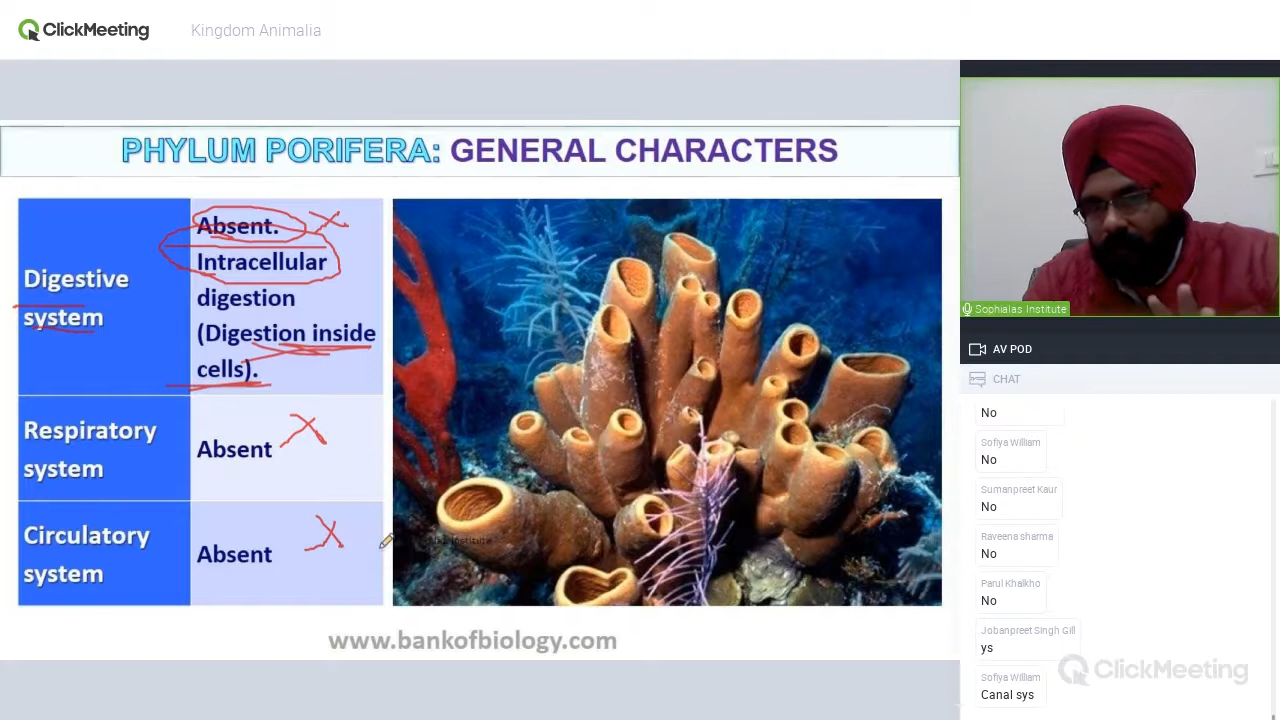 ClickMeeting
Kingdom Animalia
PHYLUM PORIFERA: GENERAL CHARACTERS
Digestive
system
Absent.
Intracellular
digestion
(Digestion inside
cells).
Respiratory
system
Absent
Circulatory
system
Absent
Institute
www.bankofbiology.com
Sophialas Institute
AV POD
CHAT
No
Sofiya William
No
Sumanpreet Kaur
No
Raveena sharma
No
Parul Khaikho
No
Jobanpreet Singh Gill
ys
Sofiya William
Canal sys
ClickMeeting